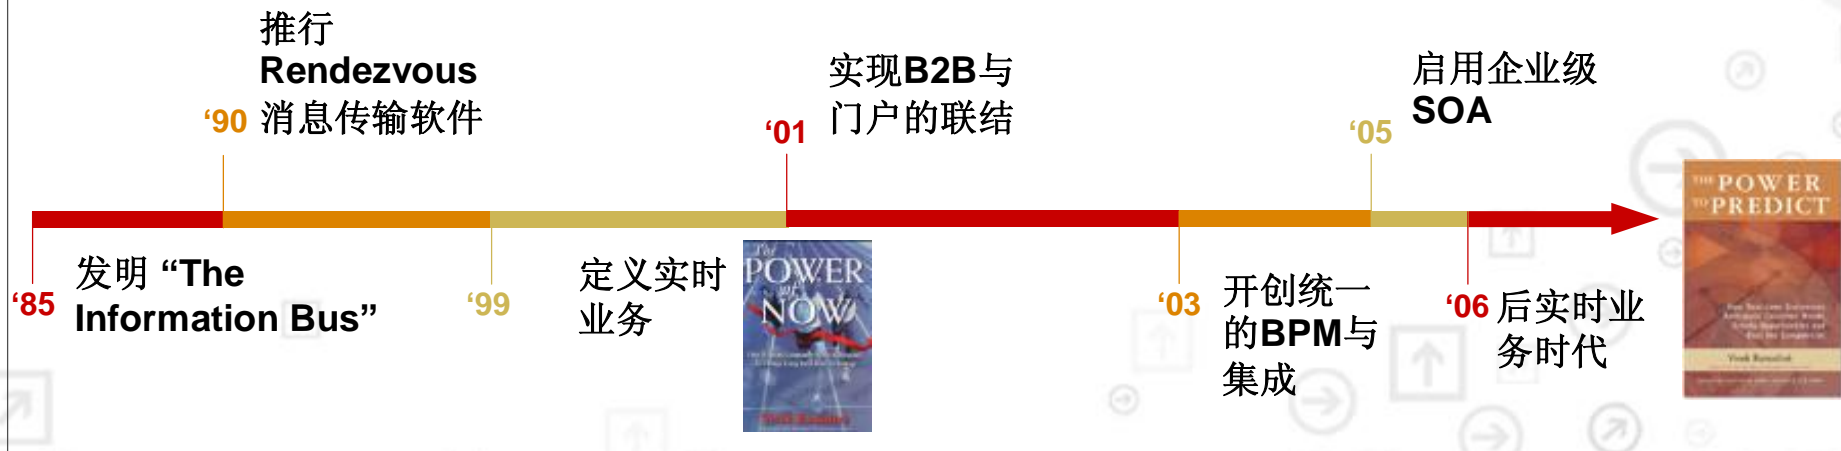 推行
Rendezvous
‘90 消息传输软件
实现B2B与
‘01 门户的联结
启用企业级
‘05 SOA
‘85 发明 “The
Information Bus”
‘99 定义实时
业务
The
POWER
of
NOW
‘03 开创统一
的BPM与
集成
‘06 后实时业
务时代
THE POWER
TO PREDICT
Vivek Ranadivé